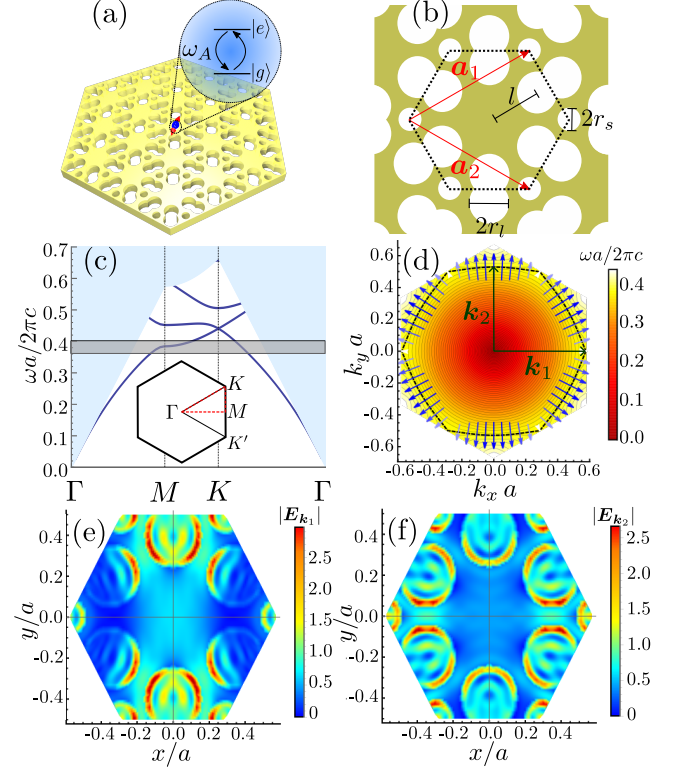 (a)
ω_A
|e⟩
|g⟩
(b)
a₁
l
2r_s
a₂
2r_l
(c)
ωa/2πc
0.7
0.6
0.5
0.4
0.3
0.2
0.1
0.0
Γ M K Γ
K
Γ M
K′
(d)
ωa/2πc
k_y a
0.6
0.4
0.2
0.0
-0.2
-0.4
-0.6
k₂
k₁
-0.6 -0.4 -0.2 0.0 0.2 0.4 0.6
k_x a
0.4
0.3
0.2
0.1
0.0
(e)
|E_k₁|
y/a
0.4
0.2
0.0
-0.2
-0.4
-0.4 -0.2 0.0 0.2 0.4
x/a
2.5
2.0
1.5
1.0
0.5
0
(f)
|E_k₂|
y/a
0.4
0.2
0.0
-0.2
-0.4
-0.4 -0.2 0.0 0.2 0.4
x/a
2.5
2.0
1.5
1.0
0.5
0